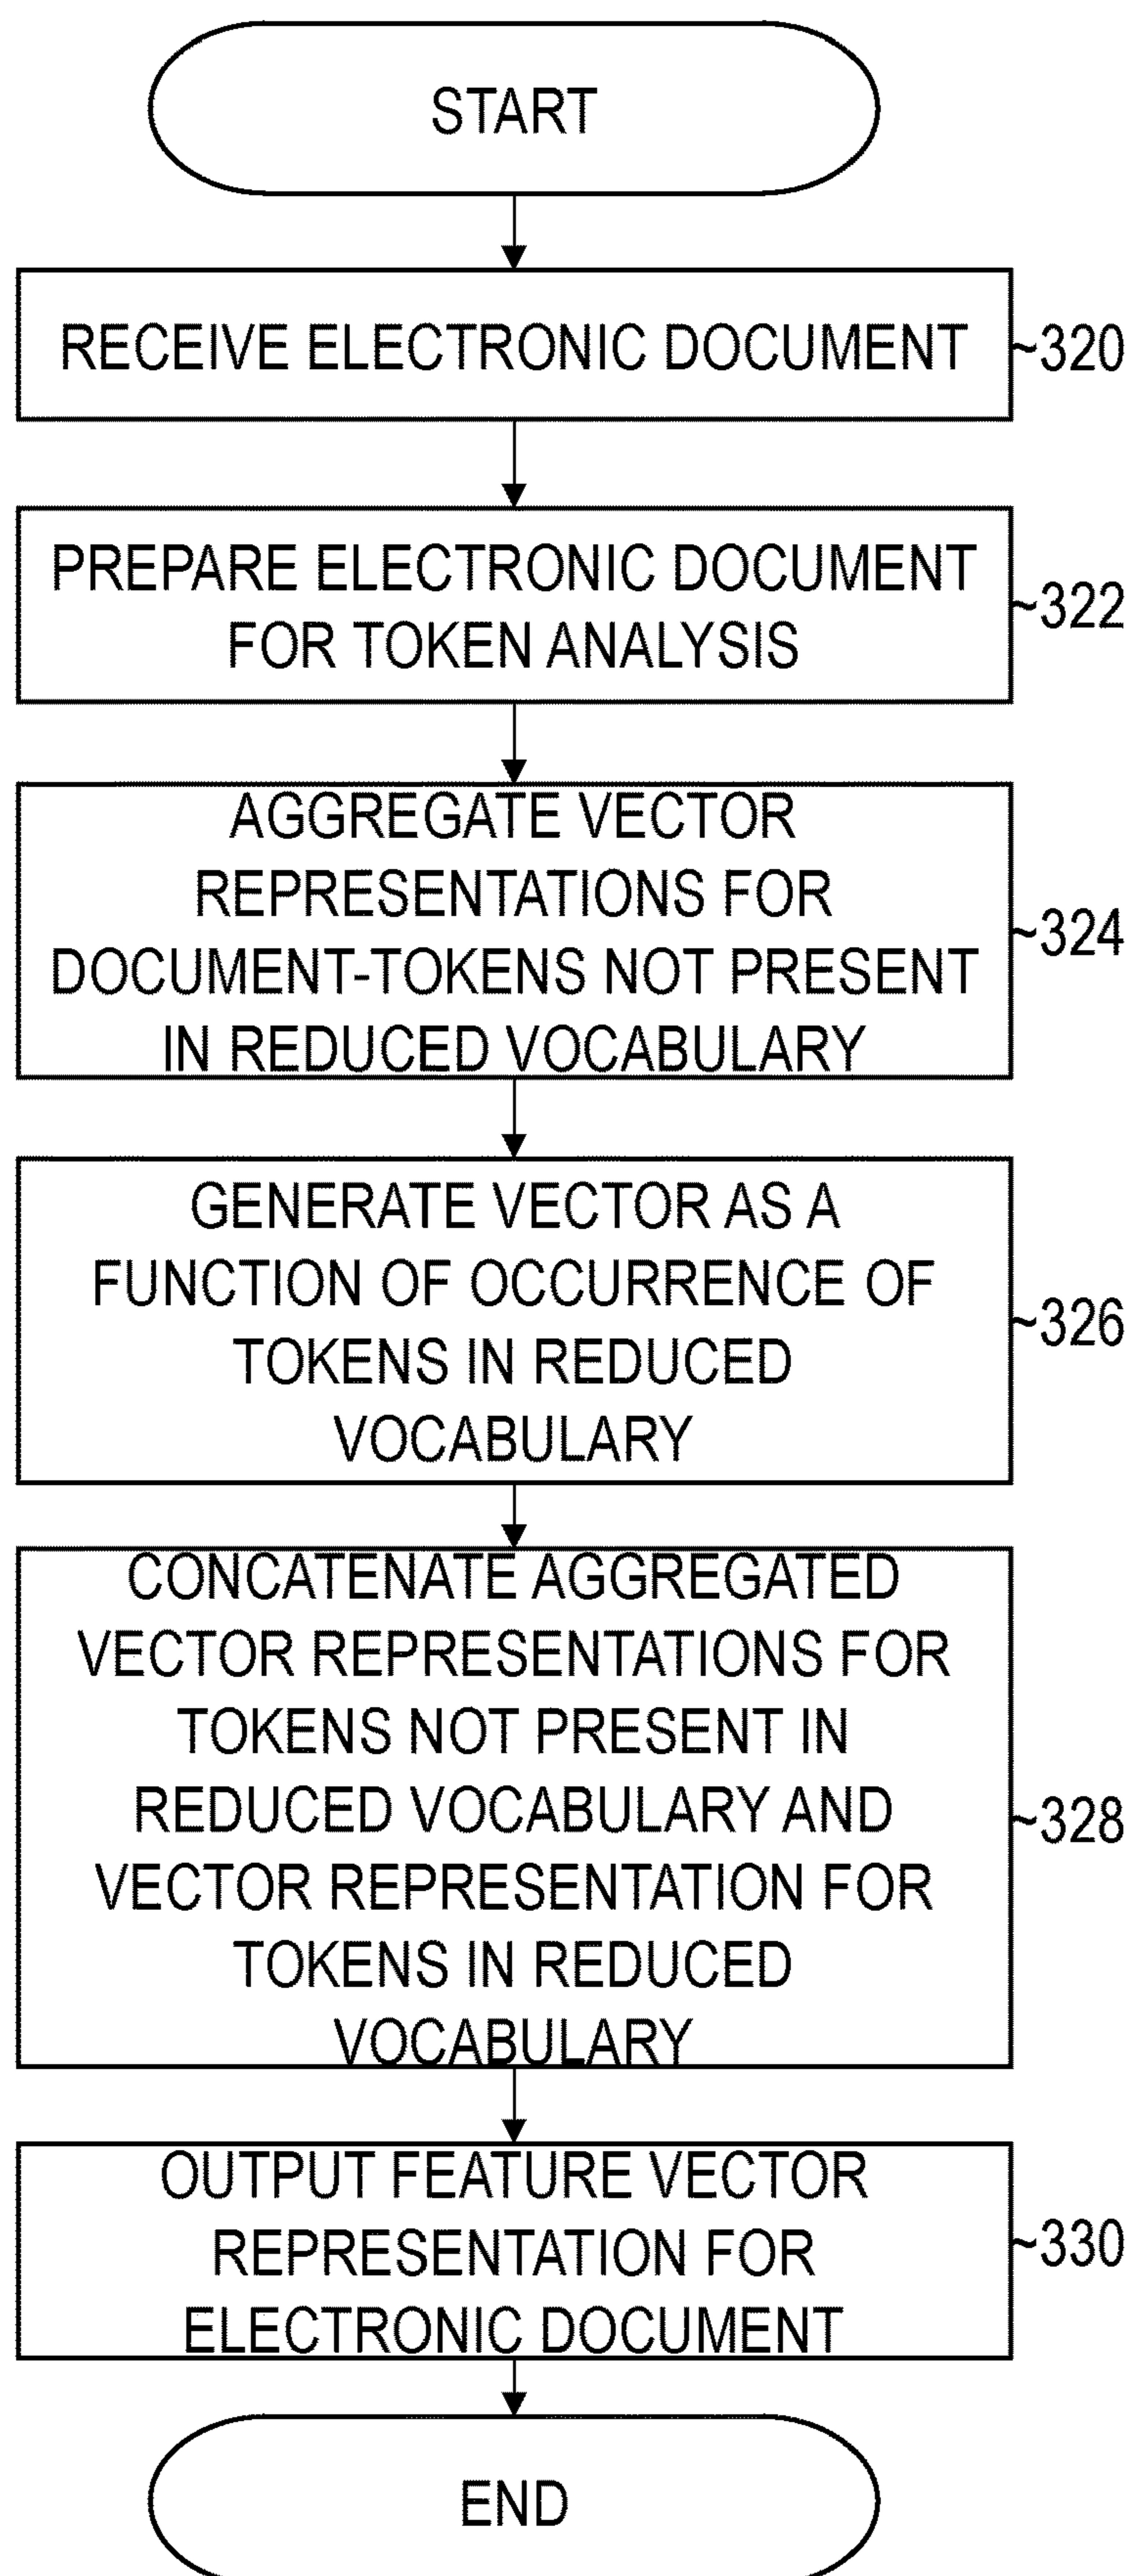 START
RECEIVE ELECTRONIC DOCUMENT
~320
PREPARE ELECTRONIC DOCUMENT
FOR TOKEN ANALYSIS
~322
AGGREGATE VECTOR
REPRESENTATIONS FOR
DOCUMENT-TOKENS NOT PRESENT
IN REDUCED VOCABULARY
~324
GENERATE VECTOR AS A
FUNCTION OF OCCURRENCE OF
TOKENS IN REDUCED
VOCABULARY
~326
CONCATENATE AGGREGATED
VECTOR REPRESENTATIONS FOR
TOKENS NOT PRESENT IN
REDUCED VOCABULARY AND
VECTOR REPRESENTATION FOR
TOKENS IN REDUCED
VOCABULARY
~328
OUTPUT FEATURE VECTOR
REPRESENTATION FOR
ELECTRONIC DOCUMENT
~330
END